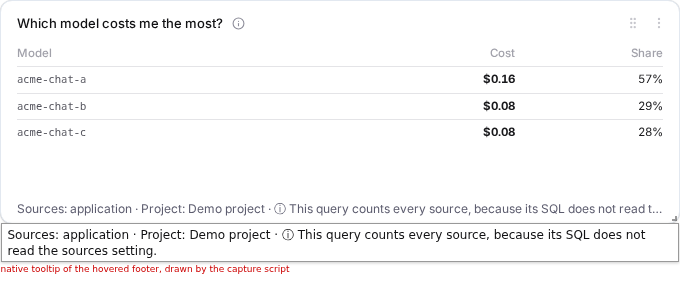 Which model costs me the most? ⓘ
Model Cost Share
acme-chat-a $0.16 57%
acme-chat-b $0.08 29%
acme-chat-c $0.08 28%
Sources: application · Project: Demo project · ⓘ This query counts every source, because its SQL does not read t...
Sources: application · Project: Demo project · ⓘ This query counts every source, because its SQL does not
read the sources setting.
native tooltip of the hovered footer, drawn by the capture script